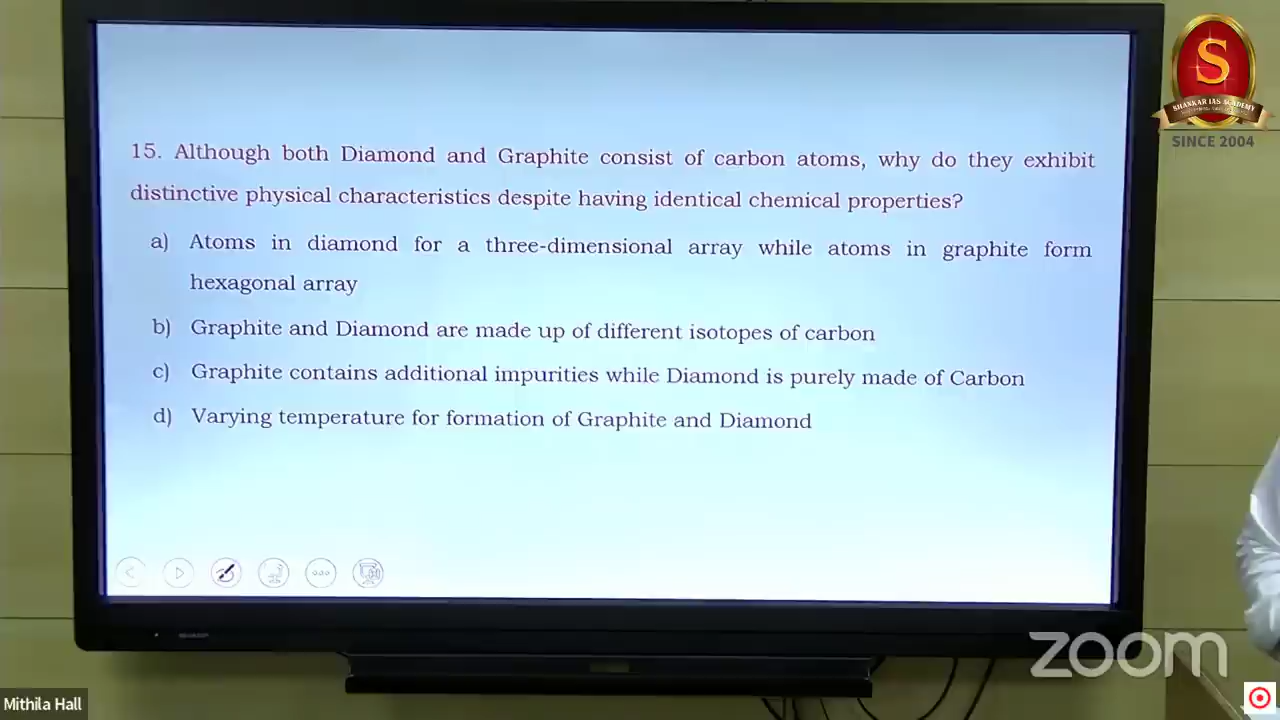 S
SHANKAR IAS ACADEMY
SINCE 2004
15. Although both Diamond and Graphite consist of carbon atoms, why do they exhibit
distinctive physical characteristics despite having identical chemical properties?
a) Atoms in diamond for a three-dimensional array while atoms in graphite form
hexagonal array
b) Graphite and Diamond are made up of different isotopes of carbon
c) Graphite contains additional impurities while Diamond is purely made of Carbon
d) Varying temperature for formation of Graphite and Diamond
zoom
Mithila Hall